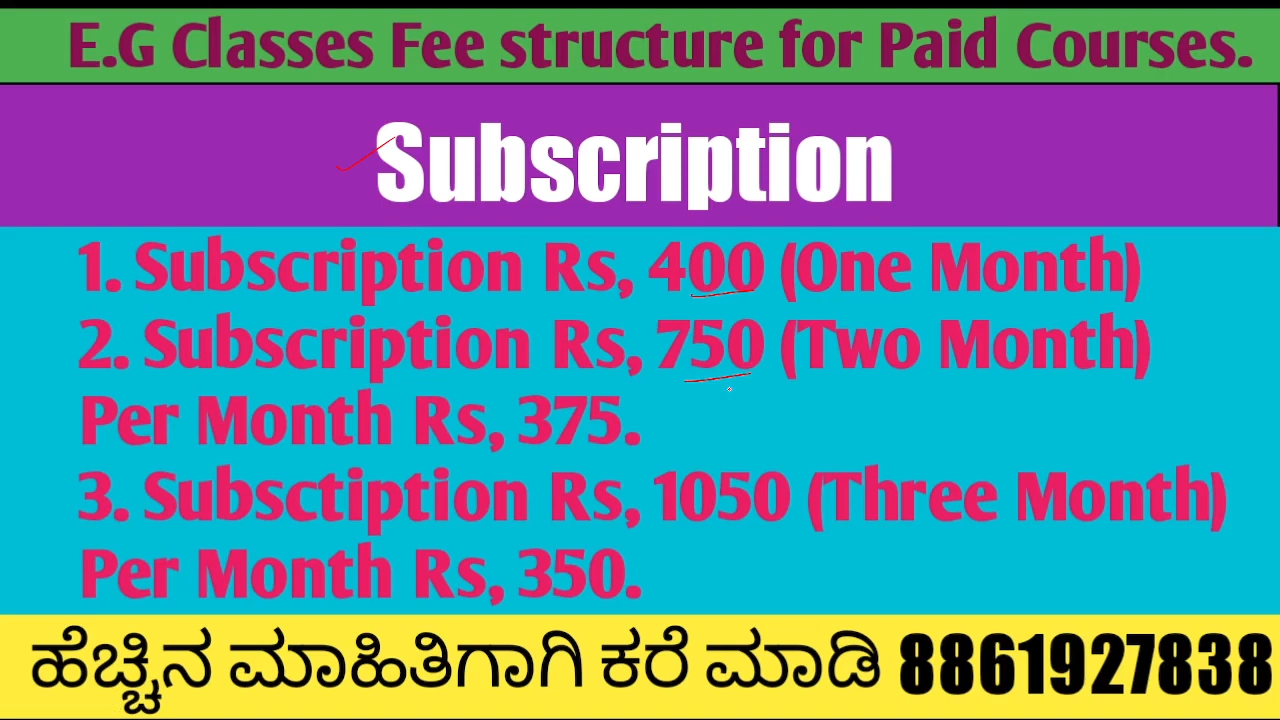 E.G Classes Fee structure for Paid Courses.
Subscription
1. Subscription Rs, 400 (One Month)
2. Subscription Rs, 750 (Two Month)
Per Month Rs, 375.
3. Subsctiption Rs, 1050 (Three Month)
Per Month Rs, 350.
ಹೆಚ್ಚಿನ ಮಾಹಿತಿಗಾಗಿ ಕರೆ ಮಾಡಿ 8861927838